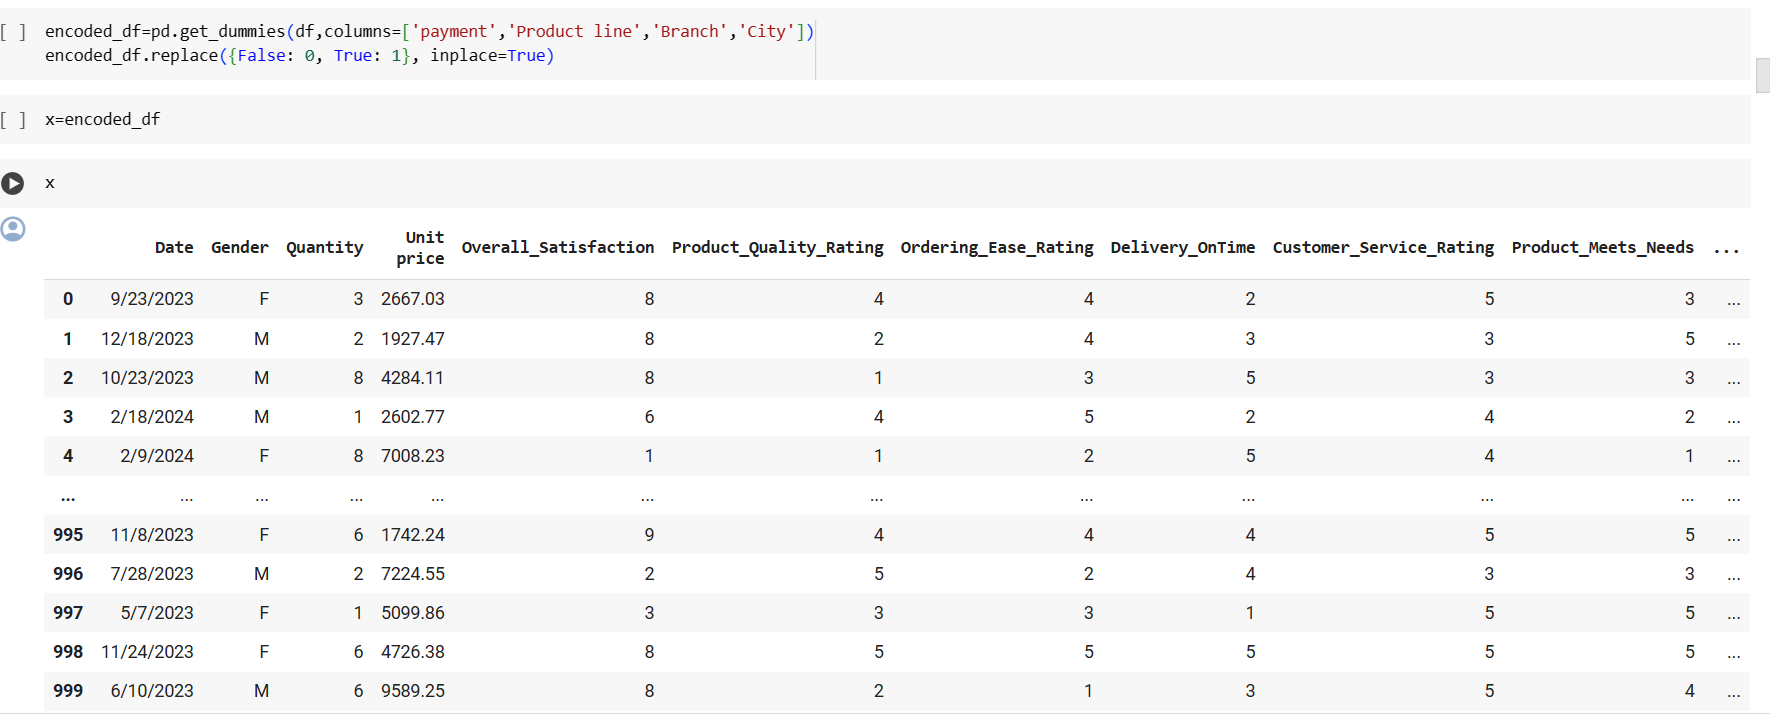 [ ] encoded_df=pd.get_dummies(df,columns=['payment','Product line','Branch','City'])
encoded_df.replace({False: 0, True: 1}, inplace=True)
[ ] x=encoded_df
x
Date Gender Quantity Unit price Overall_Satisfaction Product_Quality_Rating Ordering_Ease_Rating Delivery_OnTime Customer_Service_Rating Product_Meets_Needs ...
0 9/23/2023 F 3 2667.03 8 4 4 2 5 3 ...
1 12/18/2023 M 2 1927.47 8 2 4 3 3 5 ...
2 10/23/2023 M 8 4284.11 8 1 3 5 3 3 ...
3 2/18/2024 M 1 2602.77 6 4 5 2 4 2 ...
4 2/9/2024 F 8 7008.23 1 1 2 5 4 1 ...
... ... ... ... ... ... ... ... ... ... ... ...
995 11/8/2023 F 6 1742.24 9 4 4 4 5 5 ...
996 7/28/2023 M 2 7224.55 2 5 2 4 3 3 ...
997 5/7/2023 F 1 5099.86 3 3 3 1 5 5 ...
998 11/24/2023 F 6 4726.38 8 5 5 5 5 5 ...
999 6/10/2023 M 6 9589.25 8 2 1 3 5 4 ...